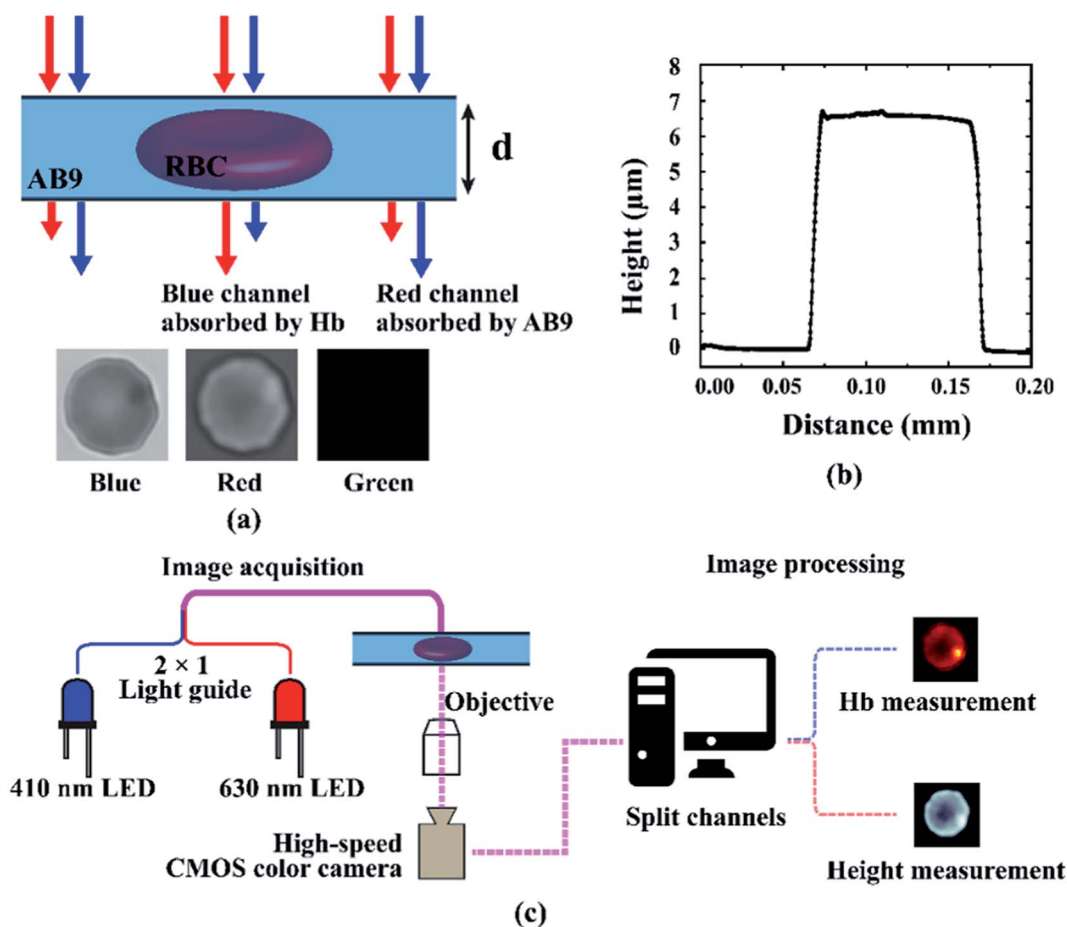 AB9
RBC
d
Blue channel
absorbed by Hb
Red channel
absorbed by AB9
Blue
Red
Green
(a)
8
7
6
5
4
3
2
1
0
Height (μm)
0.00
0.05
0.10
0.15
0.20
Distance (mm)
(b)
Image acquisition
2 × 1
Light guide
410 nm LED
630 nm LED
Objective
High-speed
CMOS color camera
Image processing
Split channels
Hb measurement
Height measurement
(c)